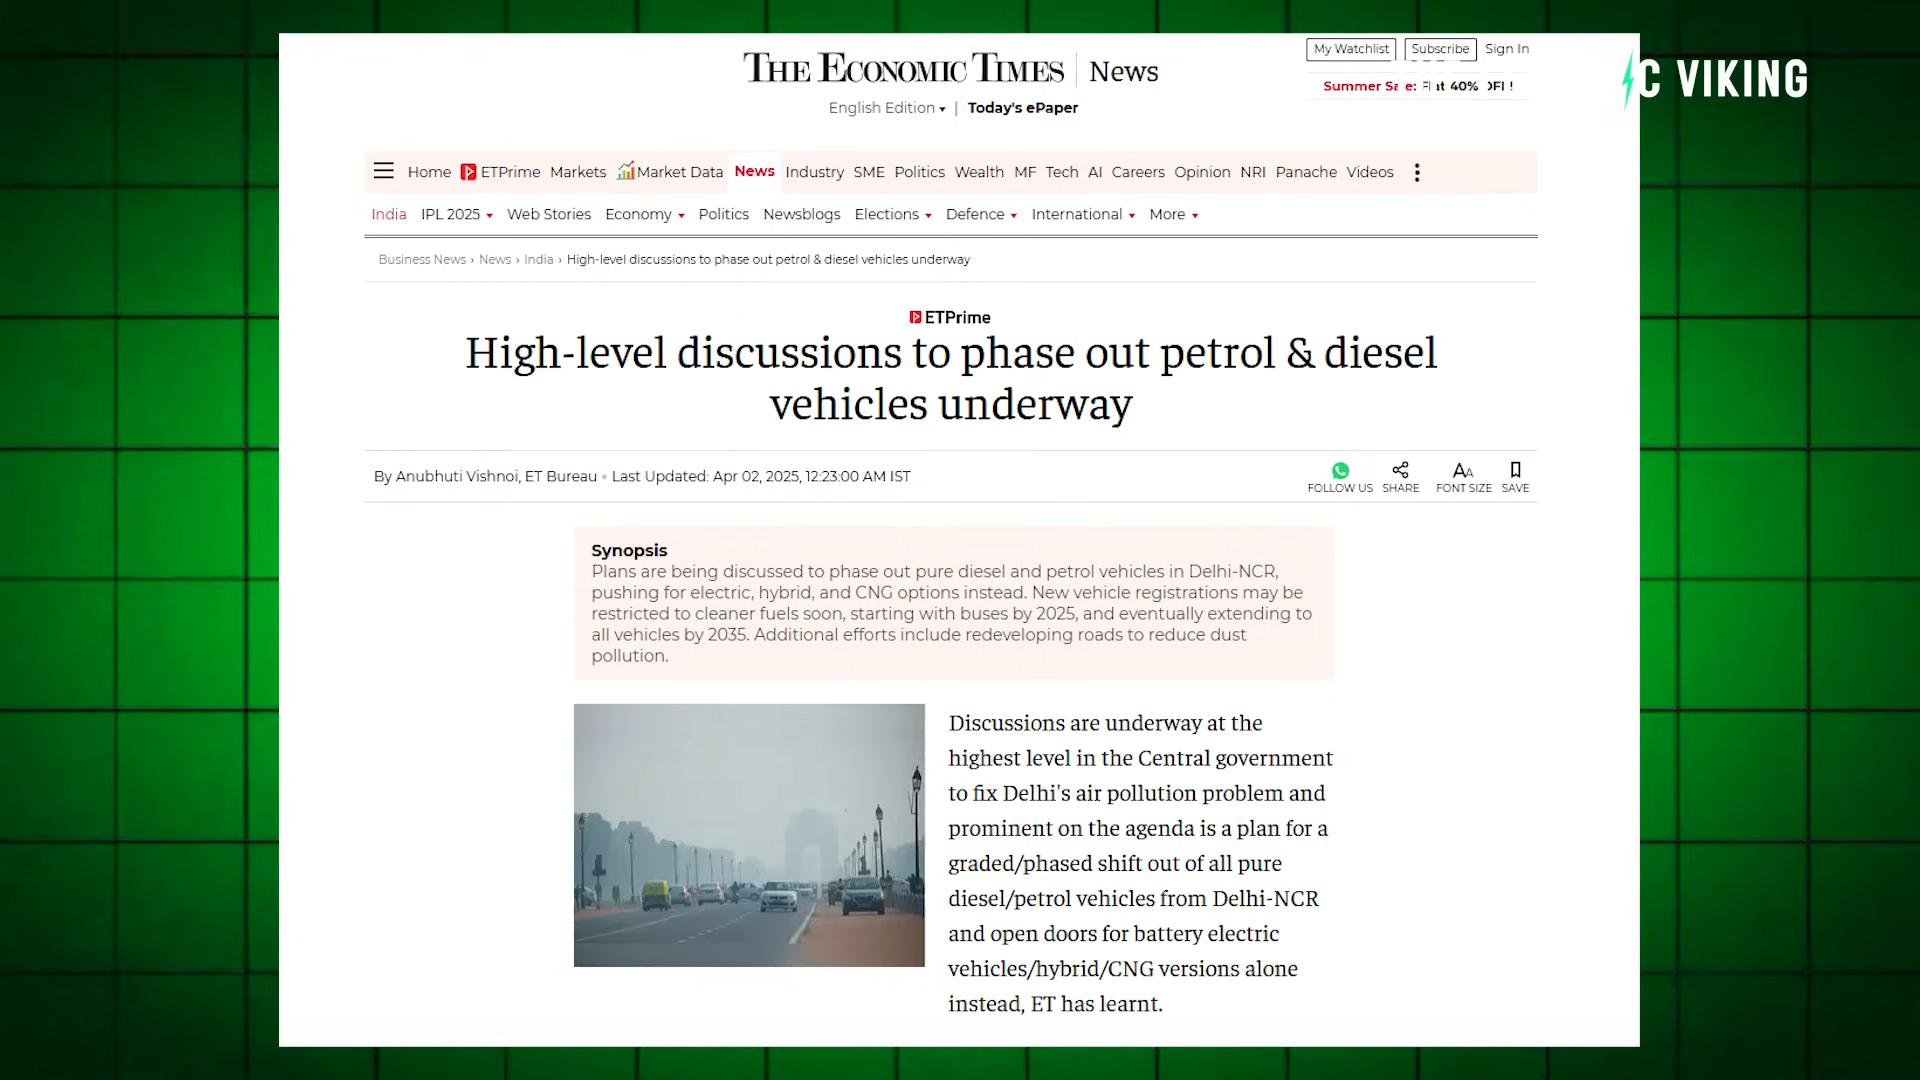 My Watchlist Subscribe Sign In
THE ECONOMIC TIMES News
C VIKING
English Edition | Today's ePaper
Home ETPrime Markets Market Data News Industry SME Politics Wealth MF Tech AI Careers Opinion NRI Panache Videos
India IPL 2025 Web Stories Economy Politics Newsblogs Elections Defence International More
Business News › News › India › High-level discussions to phase out petrol & diesel vehicles underway
ETPrime
High-level discussions to phase out petrol & diesel
vehicles underway
By Anubhuti Vishnoi, ET Bureau Last Updated: Apr 02, 2025, 12:23:00 AM IST
FOLLOW US SHARE FONT SIZE SAVE
Synopsis
Plans are being discussed to phase out pure diesel and petrol vehicles in Delhi-NCR,
pushing for electric, hybrid, and CNG options instead. New vehicle registrations may be
restricted to cleaner fuels soon, starting with buses by 2025, and eventually extending to
all vehicles by 2035. Additional efforts include redeveloping roads to reduce dust
pollution.
Discussions are underway at the
highest level in the Central government
to fix Delhi's air pollution problem and
prominent on the agenda is a plan for a
graded/phased shift out of all pure
diesel/petrol vehicles from Delhi-NCR
and open doors for battery electric
vehicles/hybrid/CNG versions alone
instead, ET has learnt.